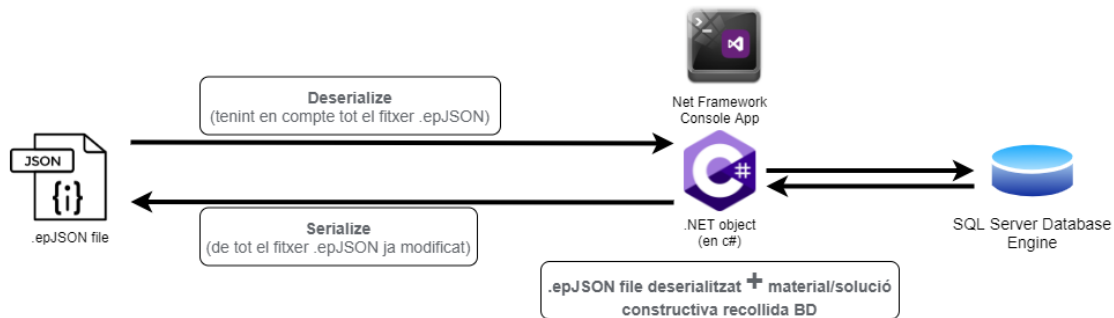 Deserialize
(tenint en compte tot el fitxer .epJSON)
Net Framework
Console App
JSON
{i}
.epJSON file
C#
.NET object
(en c#)
SQL Server Database
Engine
Serialize
(de tot el fitxer .epJSON ja modificat)
.epJSON file deserialitzat + material/solució
constructiva recollida BD